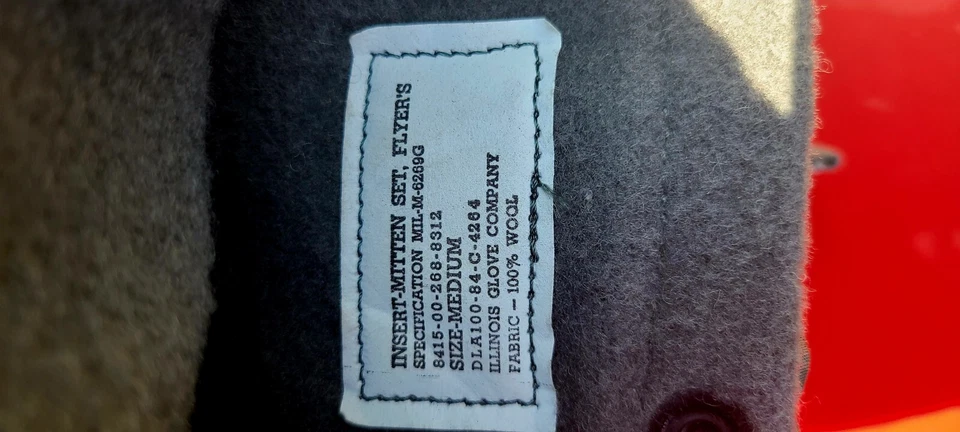 INSERT-MITTEN SET, FLYER'S
SPECIFICATION MIL-M-6269G
8415-00-268-8312
SIZE-MEDIUM
DLA100-84-C-4264
ILLINOIS GLOVE COMPANY
FABRIC – 100% WOOL